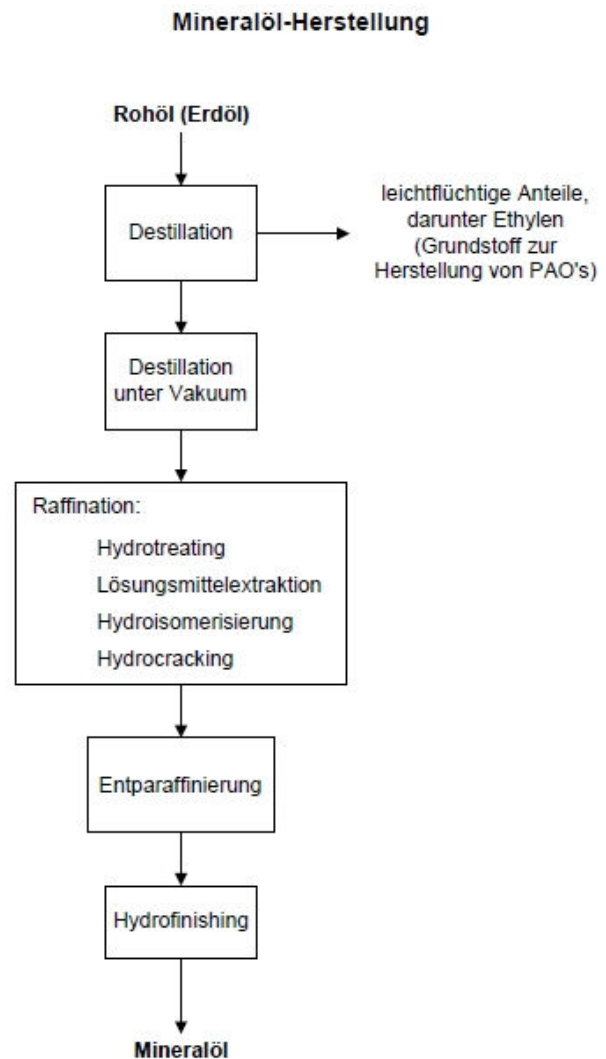 Mineralöl-Herstellung
Rohöl (Erdöl)
Destillation
leichtflüchtige Anteile,
darunter Ethylen
(Grundstoff zur
Herstellung von PAO's)
Destillation
unter Vakuum
Raffination:
Hydrotreating
Lösungsmittelextraktion
Hydroisomerisierung
Hydrocracking
Entparaffinierung
Hydrofinishing
Mineralöl